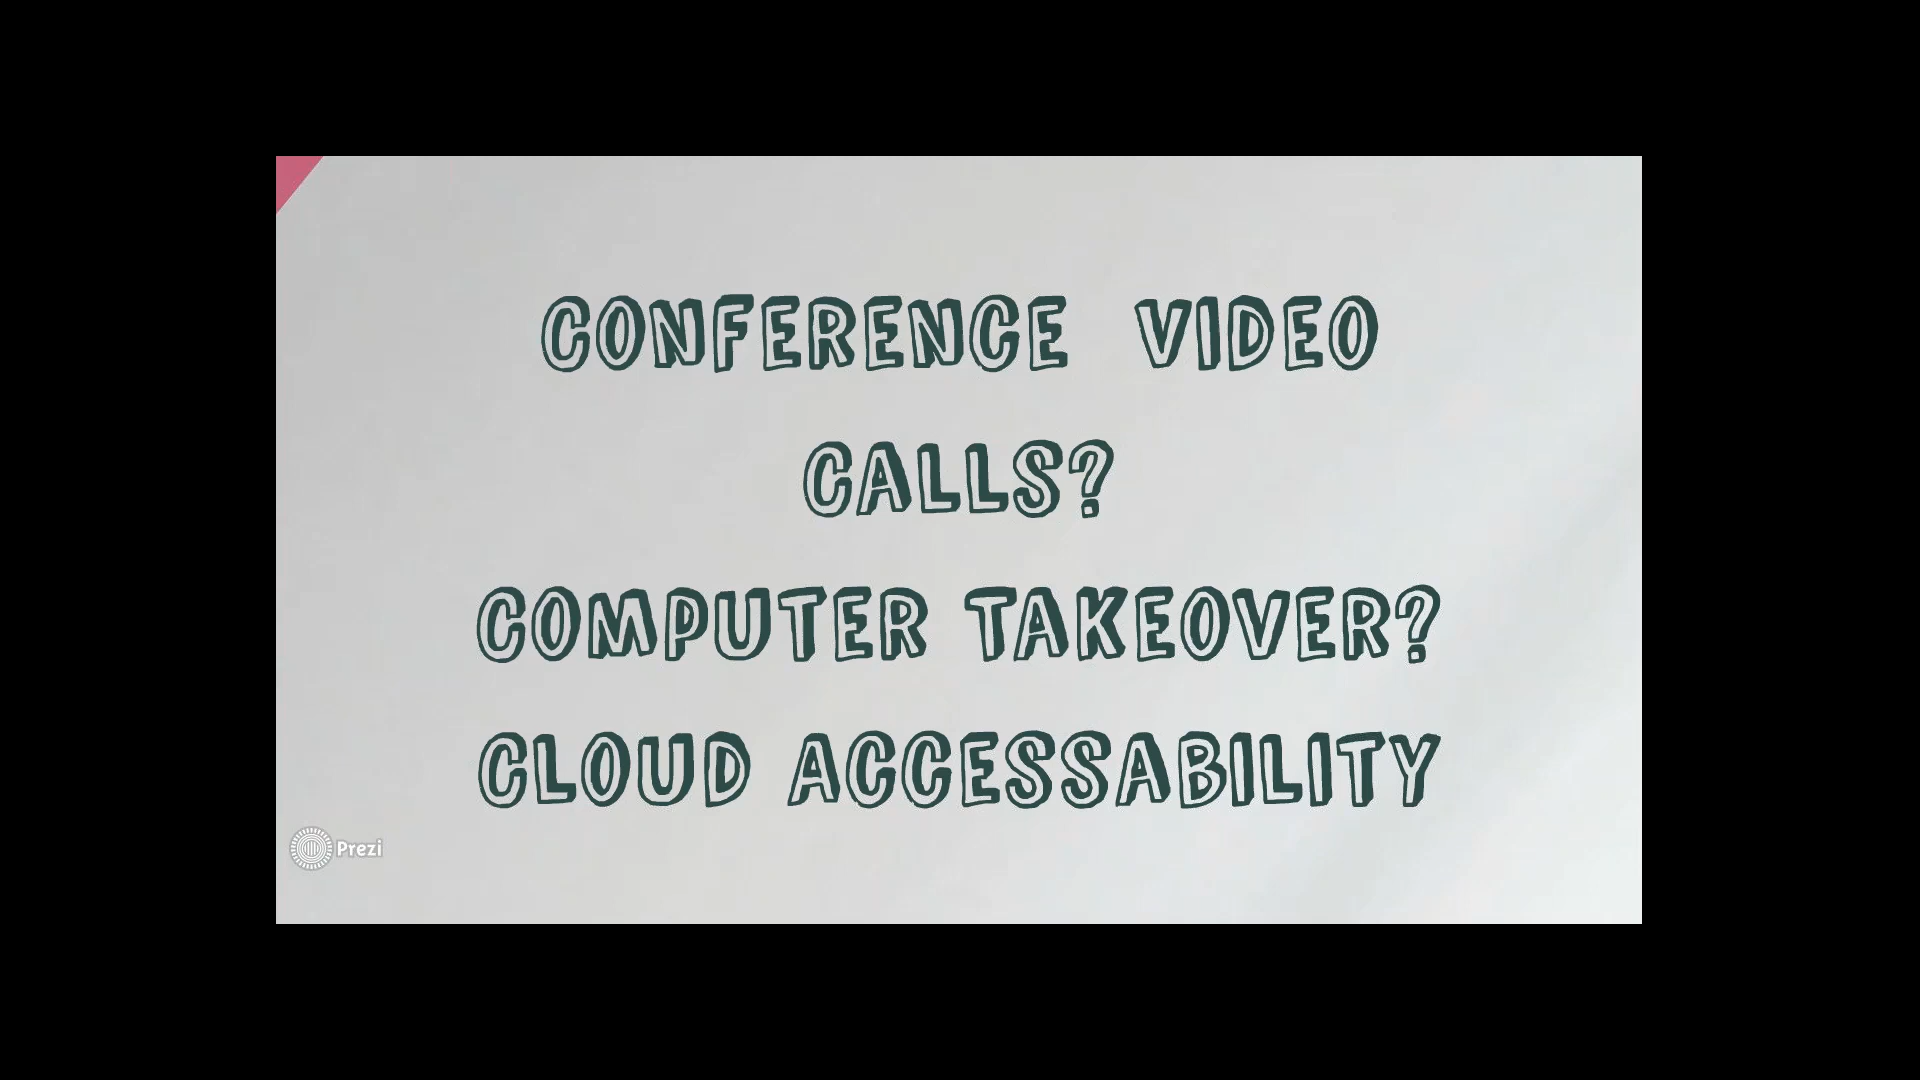 CONFERENCE VIDEO
CALLS?
COMPUTER TAKEOVER?
CLOUD ACCESSABILITY
Prezi